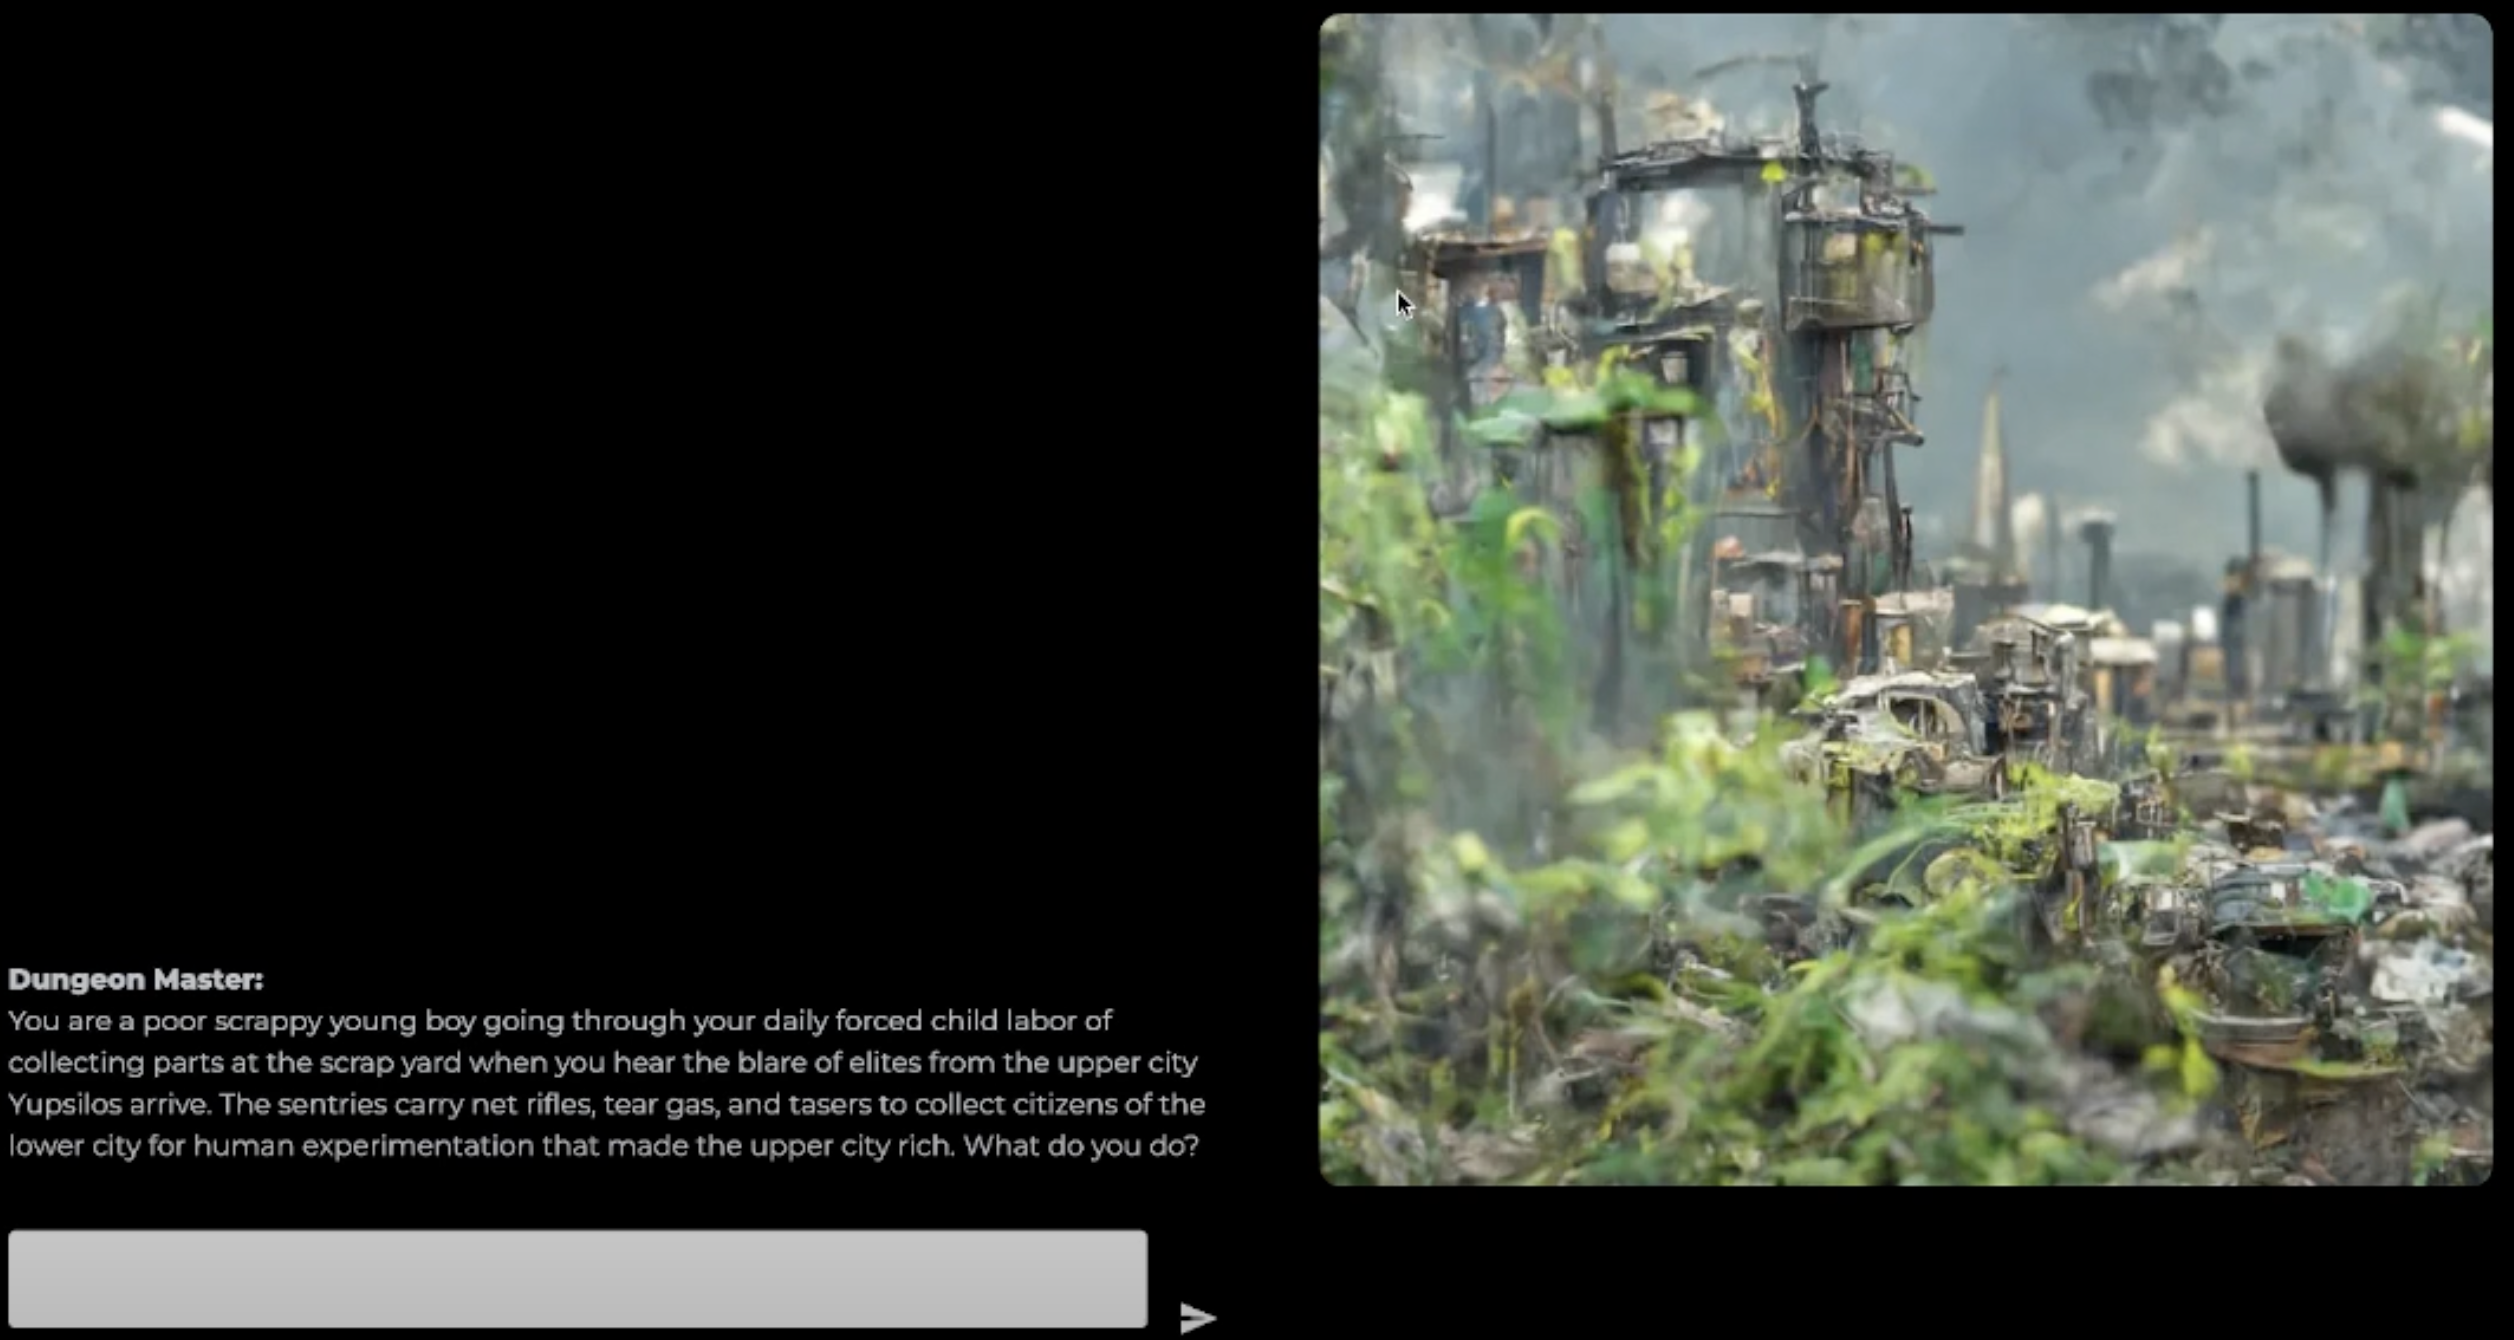 Dungeon Master:
You are a poor scrappy young boy going through your daily forced child labor of
collecting parts at the scrap yard when you hear the blare of elites from the upper city
Yupsilos arrive. The sentries carry net rifles, tear gas, and tasers to collect citizens of the
lower city for human experimentation that made the upper city rich. What do you do?